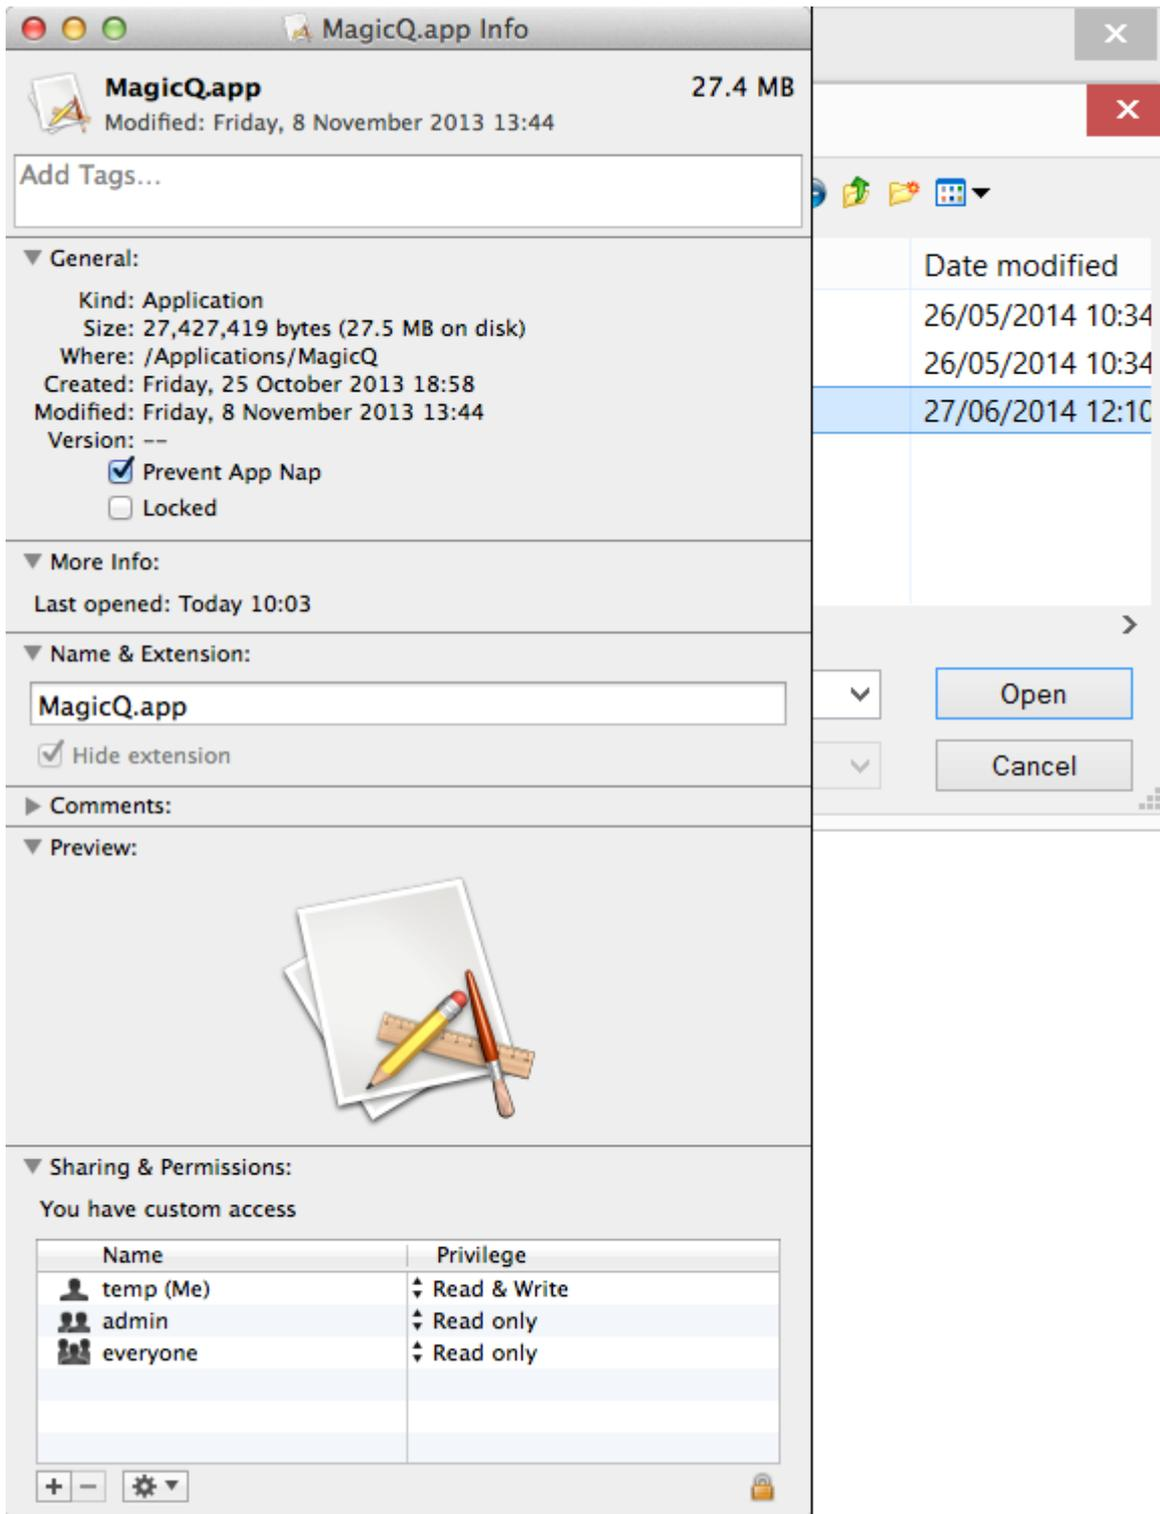 MagicQ.app Info
MagicQ.app 27.4 MB
Modified: Friday, 8 November 2013 13:44
Add Tags...
General:
Kind: Application
Size: 27,427,419 bytes (27.5 MB on disk)
Where: /Applications/MagicQ
Created: Friday, 25 October 2013 18:58
Modified: Friday, 8 November 2013 13:44
Version: --
Prevent App Nap
Locked
More Info:
Last opened: Today 10:03
Name & Extension:
MagicQ.app
Hide extension
Comments:
Preview:
Sharing & Permissions:
You have custom access
Name Privilege
temp (Me) Read & Write
admin Read only
everyone Read only
Date modified
26/05/2014 10:34
26/05/2014 10:34
27/06/2014 12:10
Open
Cancel